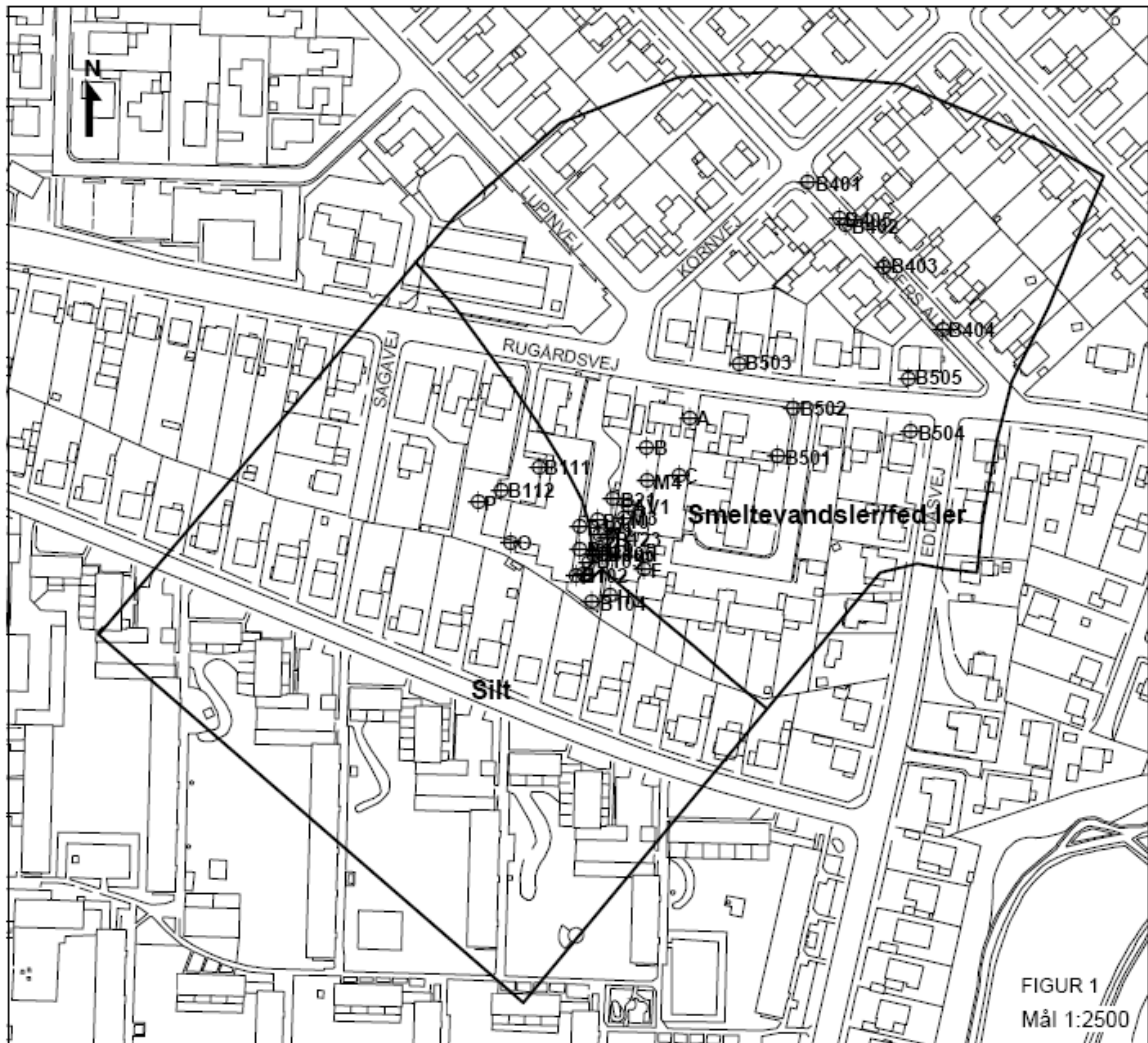 N
LUPINVEJ
KORNVEJ
B401
B405
B402
B403
B404
SAGAVEJ
RUGÅRDSVEJ
B503
B505
B502
B504
B501
A
B
C
M4
B111
B112
P
O
B21
Smeltevandsler/fed ler
EDDASVEJ
F
B102
B104
Silt
FIGUR 1
Mål 1:2500